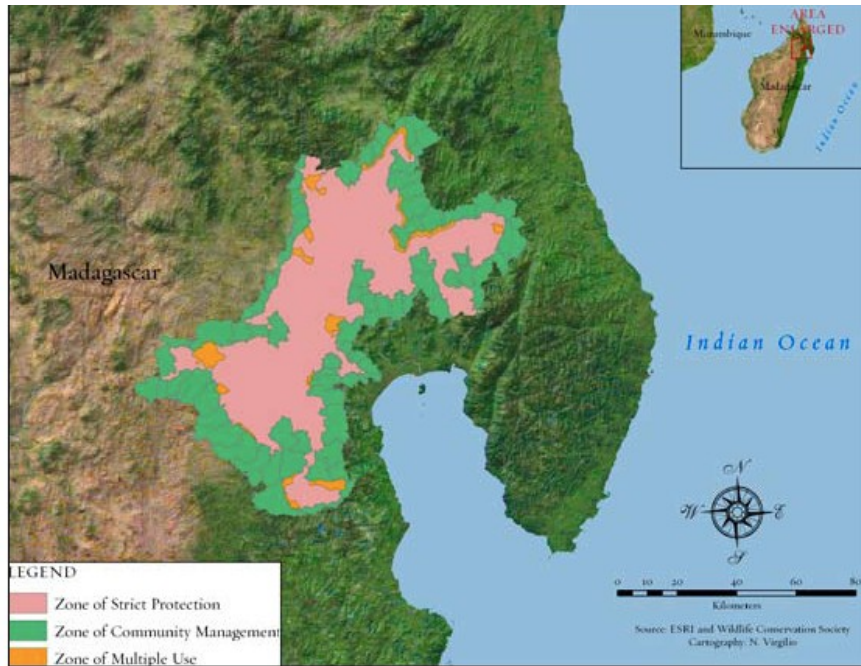 AREA
ENLARGED
Mozambique
Madagascar
Indian Ocean
Madagascar
Indian Ocean
N
W
E
S
0
20
40
60
80
Kilometers
Source: ESRI and Wildlife Conservation Society
Cartography: N. Virgilio
LEGEND
Zone of Strict Protection
Zone of Community Management
Zone of Multiple Use